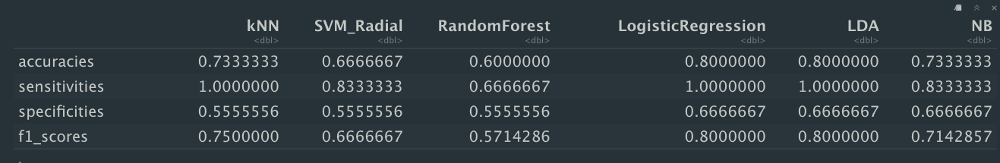 kNN SVM_Radial RandomForest LogisticRegression LDA NB
<dbl> <dbl> <dbl> <dbl> <dbl> <dbl>
accuracies 0.7333333 0.6666667 0.6000000 0.8000000 0.8000000 0.7333333
sensitivities 1.0000000 0.8333333 0.6666667 1.0000000 1.0000000 0.8333333
specificities 0.5555556 0.5555556 0.5555556 0.6666667 0.6666667 0.6666667
f1_scores 0.7500000 0.6666667 0.5714286 0.8000000 0.8000000 0.7142857